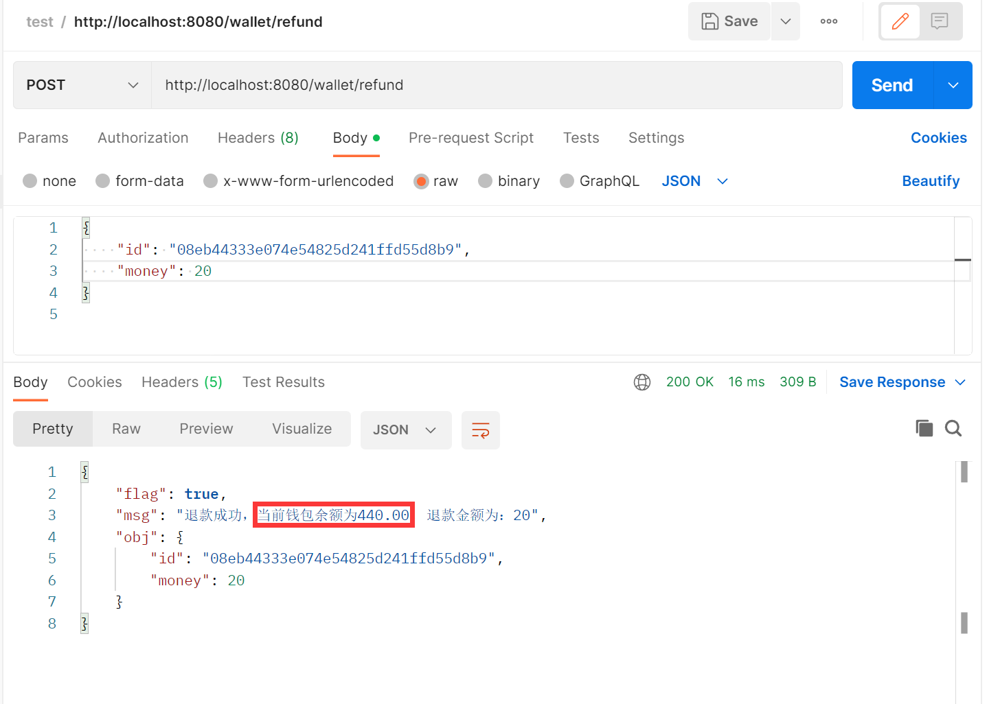 test / http://localhost:8080/wallet/refund Save
POST http://localhost:8080/wallet/refund Send
Params Authorization Headers (8) Body Pre-request Script Tests Settings Cookies
none form-data x-www-form-urlencoded raw binary GraphQL JSON Beautify
1 {
2 "id": "08eb44333e074e54825d241ffd55d8b9",
3 "money": 20
4 }
5
Body Cookies Headers (5) Test Results 200 OK 16 ms 309 B Save Response
Pretty Raw Preview Visualize JSON
1 {
2 "flag": true,
3 "msg": "退款成功，当前钱包余额为440.00 退款金额为：20",
4 "obj": {
5 "id": "08eb44333e074e54825d241ffd55d8b9",
6 "money": 20
7 }
8 }